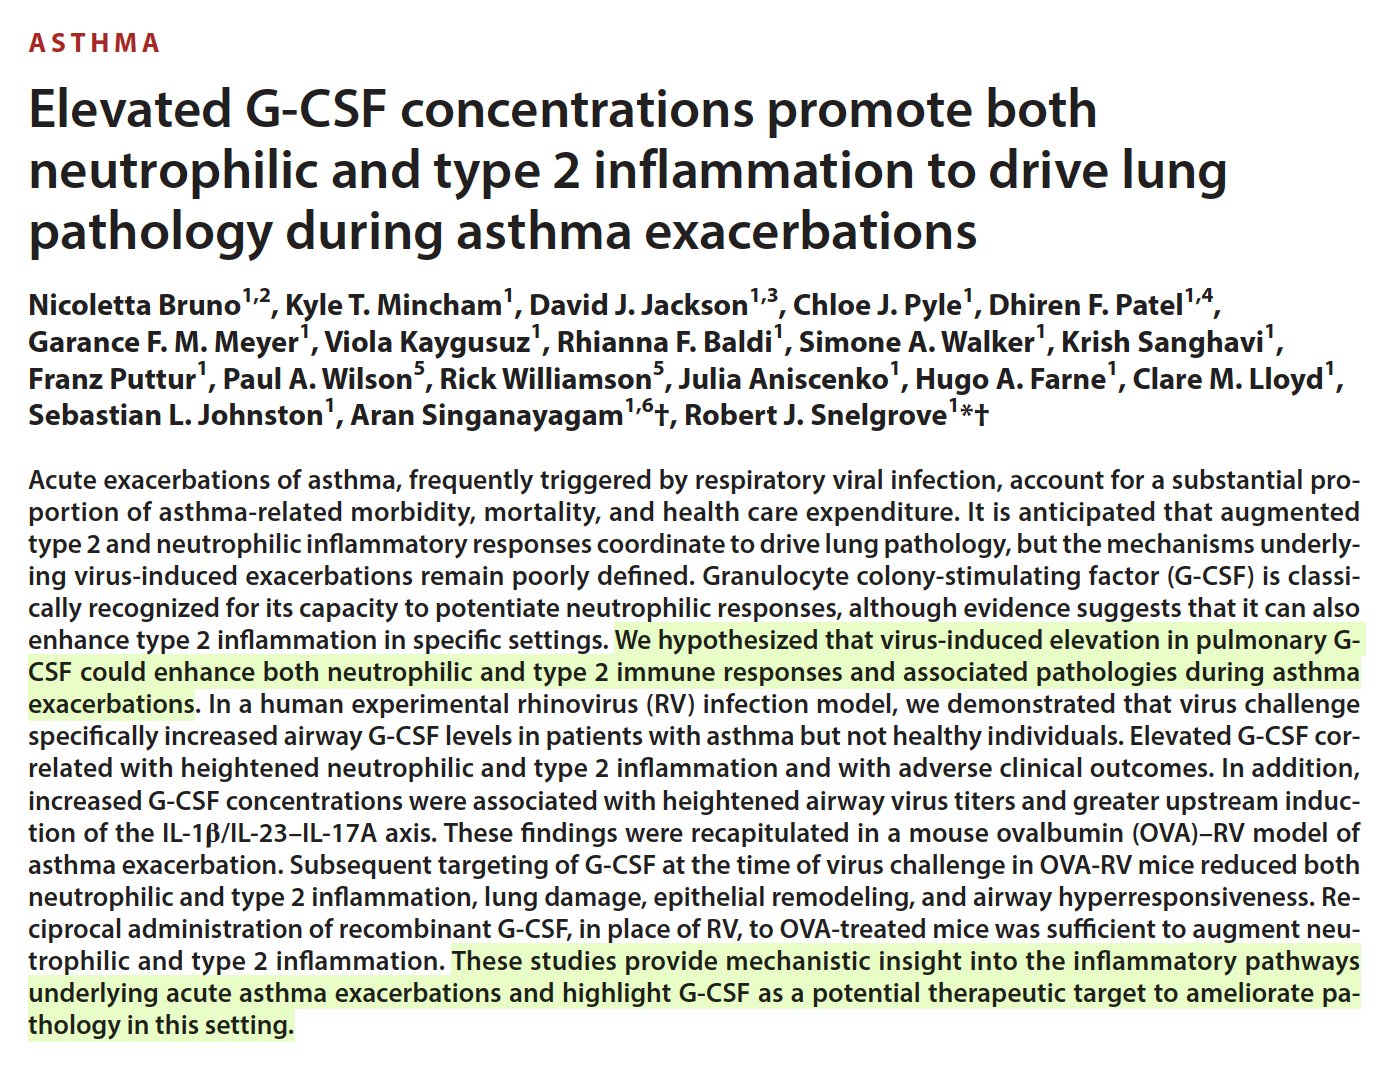 ASTHMA
Elevated G-CSF concentrations promote both
neutrophilic and type 2 inflammation to drive lung
pathology during asthma exacerbations
Nicoletta Bruno1,2, Kyle T. Mincham1, David J. Jackson1,3, Chloe J. Pyle1, Dhiren F. Patel1,4,
Garance F. M. Meyer1, Viola Kaygusuz1, Rhianna F. Baldi1, Simone A. Walker1, Krish Sanghavi1,
Franz Puttur1, Paul A. Wilson5, Rick Williamson5, Julia Aniscenko1, Hugo A. Farne1, Clare M. Lloyd1,
Sebastian L. Johnston1, Aran Singanayagam1,6†, Robert J. Snelgrove1*†
Acute exacerbations of asthma, frequently triggered by respiratory viral infection, account for a substantial pro-
portion of asthma-related morbidity, mortality, and health care expenditure. It is anticipated that augmented
type 2 and neutrophilic inflammatory responses coordinate to drive lung pathology, but the mechanisms underly-
ing virus-induced exacerbations remain poorly defined. Granulocyte colony-stimulating factor (G-CSF) is classi-
cally recognized for its capacity to potentiate neutrophilic responses, although evidence suggests that it can also
enhance type 2 inflammation in specific settings. We hypothesized that virus-induced elevation in pulmonary G-
CSF could enhance both neutrophilic and type 2 immune responses and associated pathologies during asthma
exacerbations. In a human experimental rhinovirus (RV) infection model, we demonstrated that virus challenge
specifically increased airway G-CSF levels in patients with asthma but not healthy individuals. Elevated G-CSF cor-
related with heightened neutrophilic and type 2 inflammation and with adverse clinical outcomes. In addition,
increased G-CSF concentrations were associated with heightened airway virus titers and greater upstream induc-
tion of the IL-1β/IL-23–IL-17A axis. These findings were recapitulated in a mouse ovalbumin (OVA)–RV model of
asthma exacerbation. Subsequent targeting of G-CSF at the time of virus challenge in OVA-RV mice reduced both
neutrophilic and type 2 inflammation, lung damage, epithelial remodeling, and airway hyperresponsiveness. Re-
ciprocal administration of recombinant G-CSF, in place of RV, to OVA-treated mice was sufficient to augment neu-
trophilic and type 2 inflammation. These studies provide mechanistic insight into the inflammatory pathways
underlying acute asthma exacerbations and highlight G-CSF as a potential therapeutic target to ameliorate pa-
thology in this setting.